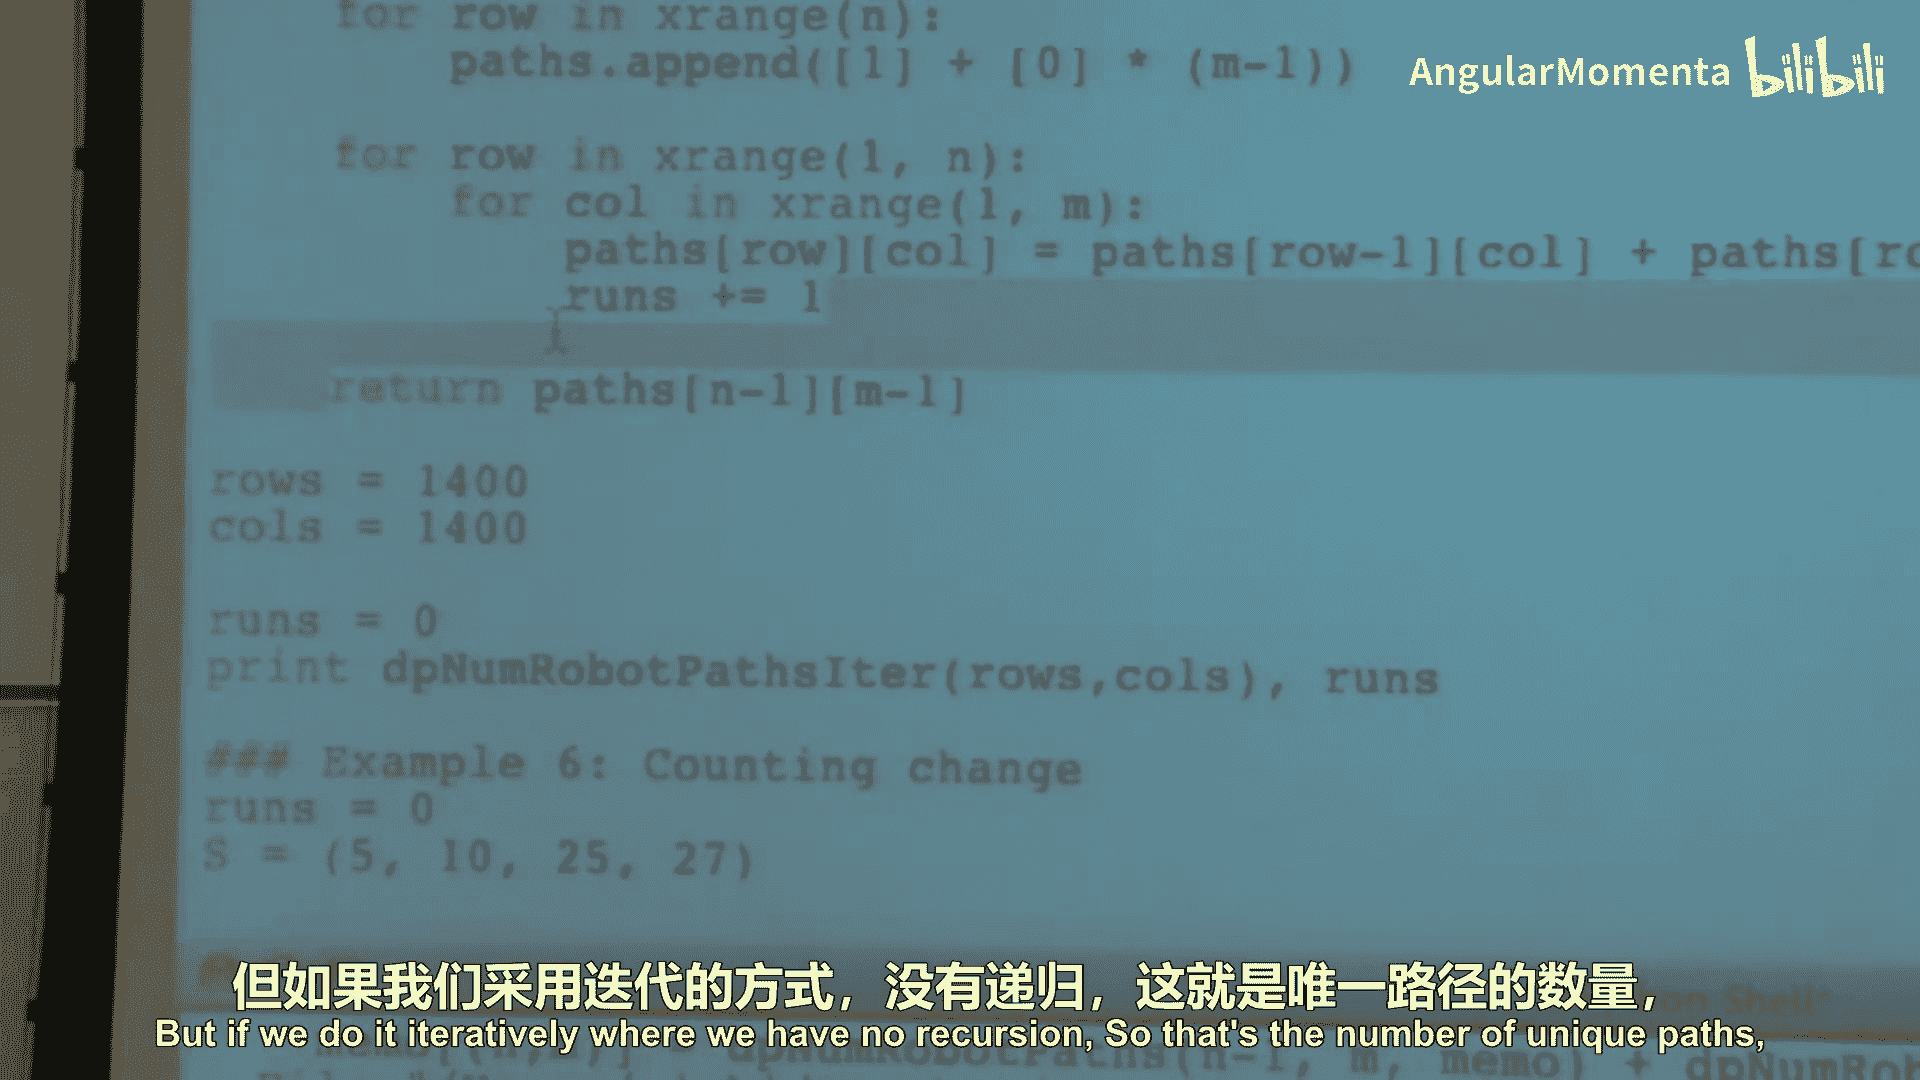 for row in xrange(n):
paths.append([1] + [0] * (m-1))
AngularMomenta bilibili
for row in xrange(1, n):
for col in xrange(1, m):
paths[row][col] = paths[row-1][col] + paths[ro
runs += 1
return paths[n-1][m-1]
rows = 1400
cols = 1400
runs = 0
print dpNumRobotPathsIter(rows,cols), runs
### Example 6: Counting change
runs = 0
S = (5, 10, 25, 27)
但如果我们采用迭代的方式，没有递归，这就是唯一路径的数量，
But if we do it iteratively where we have no recursion, So that's the number of unique paths,
dpNumRobotPaths(n-1, m, memo) + dpNumRob